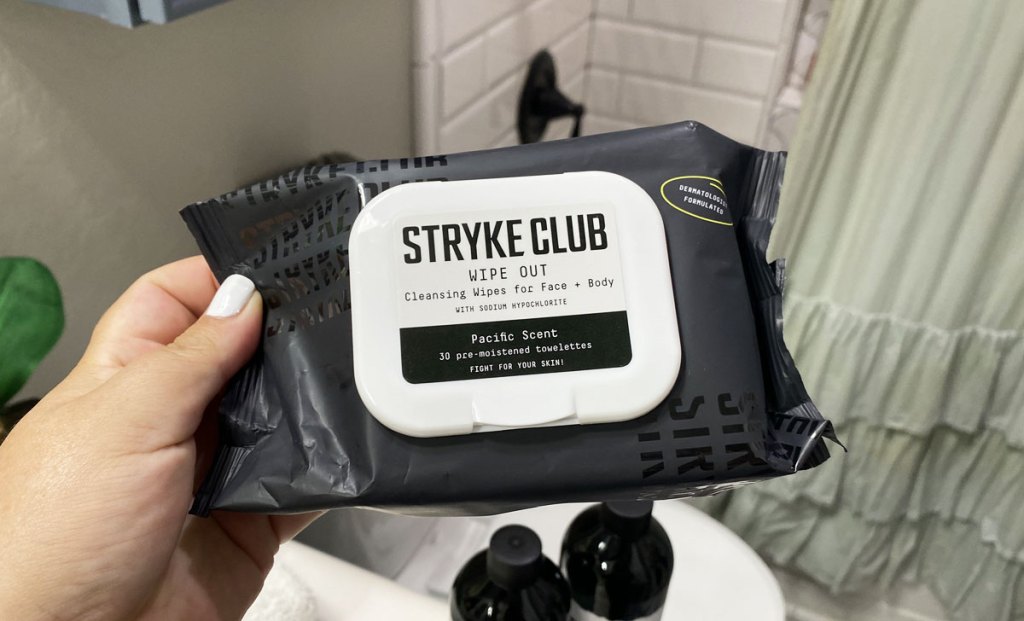 STRYKE CLUB
WIPE OUT
Cleansing Wipes for Face + Body
WITH SODIUM HYPOCHLORITE
Pacific Scent
30 pre-moistened towelettes
FIGHT FOR YOUR SKIN!
FORMULATED